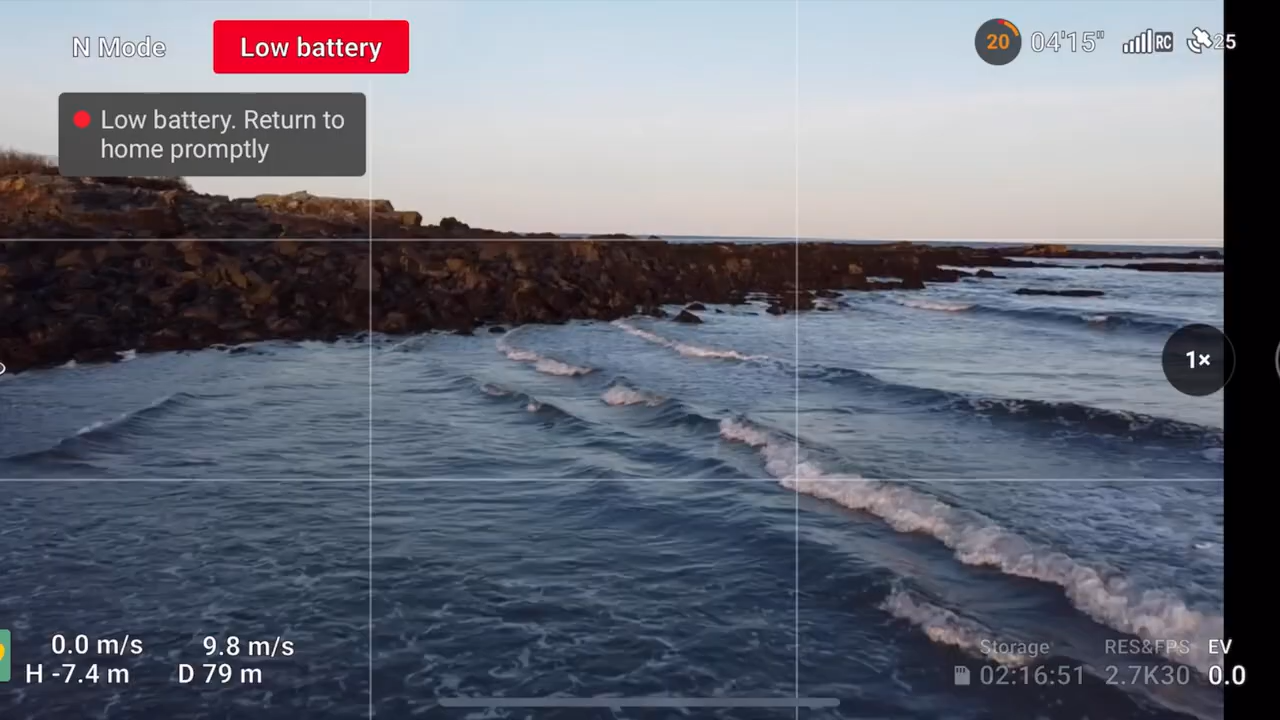 N Mode
Low battery
20
04'15"
RC
25
Low battery. Return to
home promptly
1×
0.0 m/s
9.8 m/s
H -7.4 m
D 79 m
Storage
RES&FPS
EV
02:16:51
2.7K30
0.0